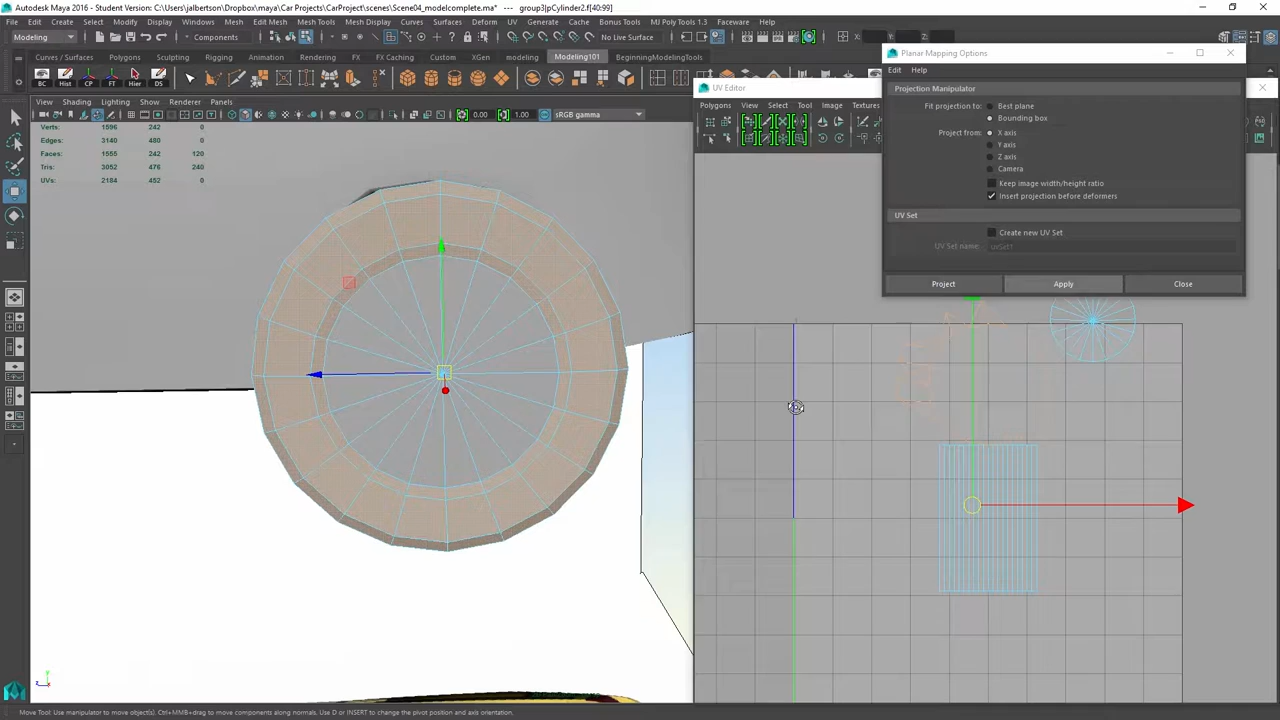 Autodesk Maya 2016 - Student Version: C:\Users\jalbertson\Dropbox\maya\Car Projects\CarProject\scenes\Scene04_modelcomplete.ma* --- group3|pCylinder2.f[40:99]
File Edit Create Select Modify Display Windows Mesh Edit Mesh Mesh Tools Mesh Display Curves Surfaces Deform UV Generate Cache Bonus Tools MJ Poly Tools 1.3 Faceware Help
Modeling Components No Live Surface X: Y: Z:
Curves / Surfaces Polygons Sculpting Rigging Animation Rendering FX FX Caching Custom XGen modeling Modeling101 BeginningModelingTools
BC Hist CP FT Hier DS
View Shading Lighting Show Renderer Panels
0.00 1.00 sRGB gamma
Verts: 1596 242 0
Edges: 3140 480 0
Faces: 1555 242 120
Tris: 3052 476 240
UVs: 2184 452 0
UV Editor
Polygons View Select Tool Image Textures
Planar Mapping Options
Edit Help
Projection Manipulator
Fit projection to: Best plane
Bounding box
Project from: X axis
Y axis
Z axis
Camera
Keep image width/height ratio
Insert projection before deformers
UV Set
Create new UV Set
UV Set name: uvSet1
Project Apply Close
Move Tool: Use manipulator to move object(s). Ctrl+MMB+drag to move components along normals. Use D or INSERT to change the pivot position and axis orientation.